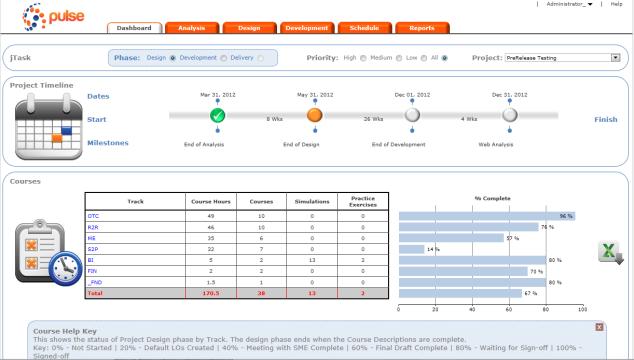 pulse
| Administrator_ ▼ | Help
Dashboard Analysis Design Development Schedule Reports
jTask
Phase: Design Development Delivery
Priority: High Medium Low All
Project: PreRelease Testing
Project Timeline
Dates Mar 31, 2012 May 31, 2012 Dec 01, 2012 Dec 31, 2012
Start 8 Wks 26 Wks 4 Wks Finish
Milestones End of Analysis End of Design End of Development Web Analysis
Courses
Track Course Hours Courses Simulations Practice Exercises
OTC 49 10 0 0
R2R 46 10 0 0
ME 35 6 0 0
S2P 22 7 0 0
BI 5 2 13 2
FIN 2 2 0 0
_FND 1.5 1 0 0
Total 170.5 38 13 2
% Complete
96 %
76 %
57 %
14 %
80 %
70 %
80 %
67 %
0 20 40 60 80 100
Course Help Key
This shows the status of Project Design phase by Track. The design phase ends when the Course Descriptions are complete.
Key: 0% - Not Started | 20% - Default LOs Created | 40% - Meeting with SME Complete | 60% - Final Draft Complete | 80% - Waiting for Sign-off | 100% -
Signed-off